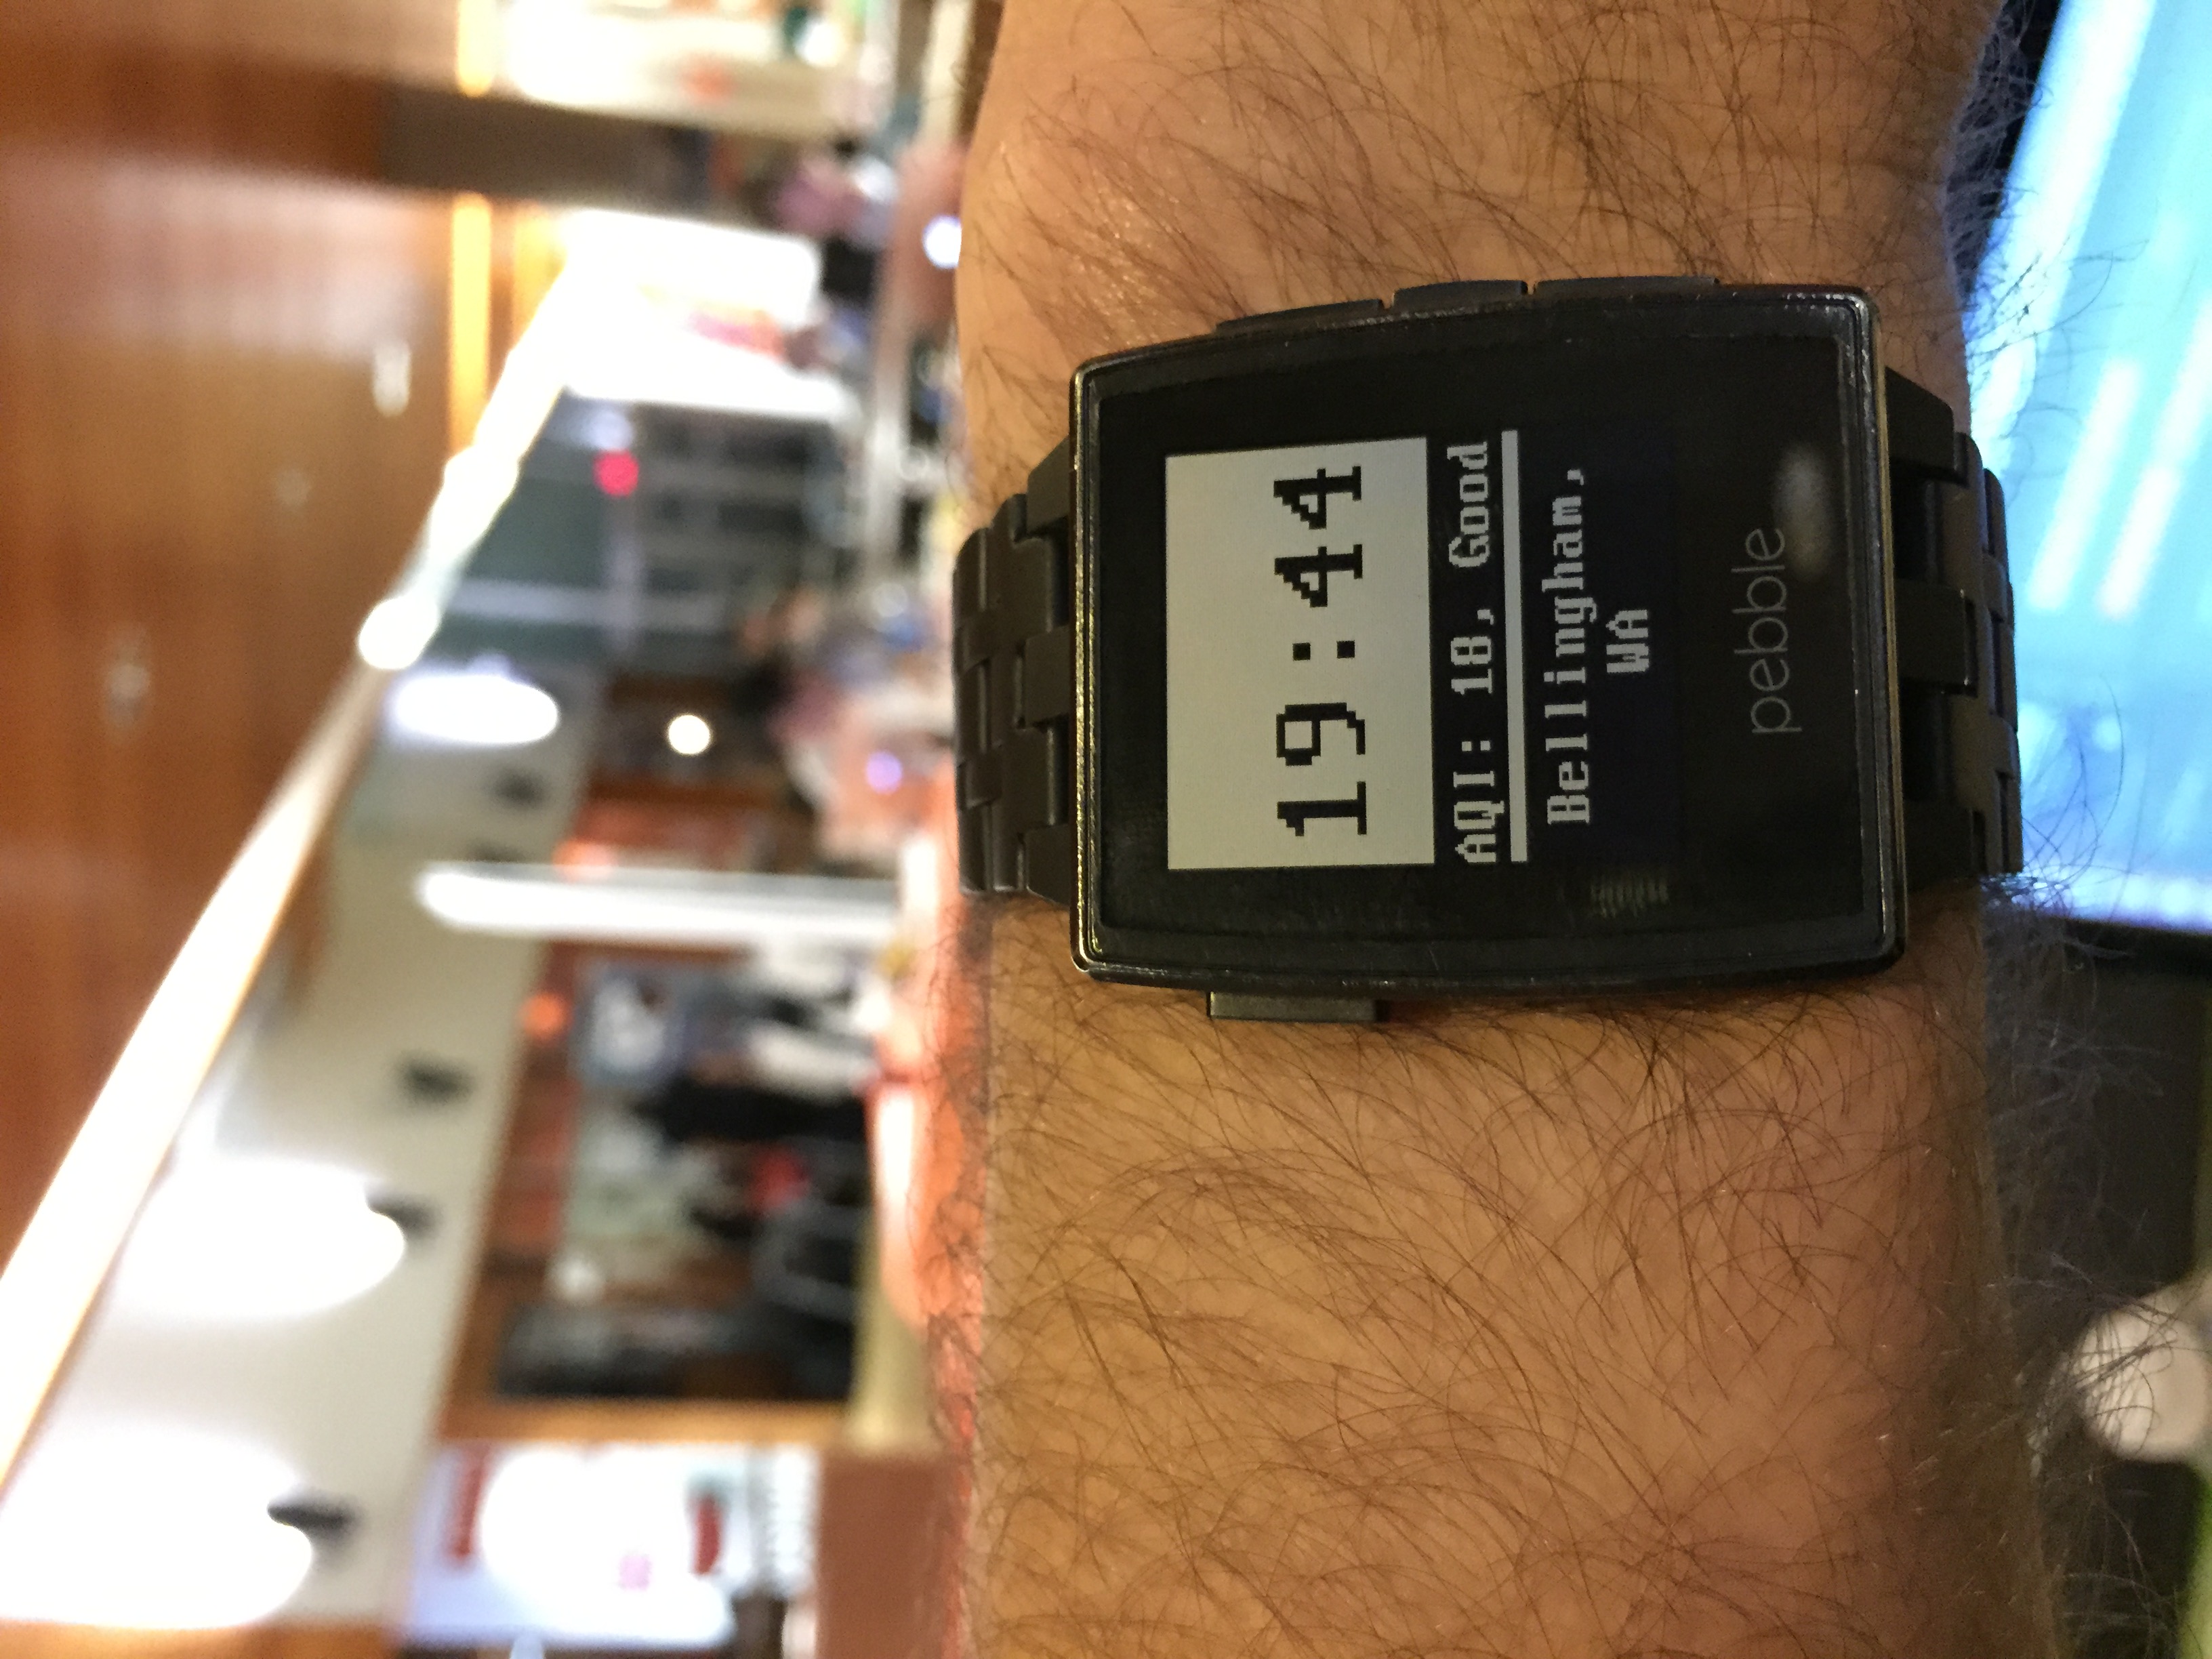 19:44
AQI: 18, Good
Bellingham,
WA
pebble